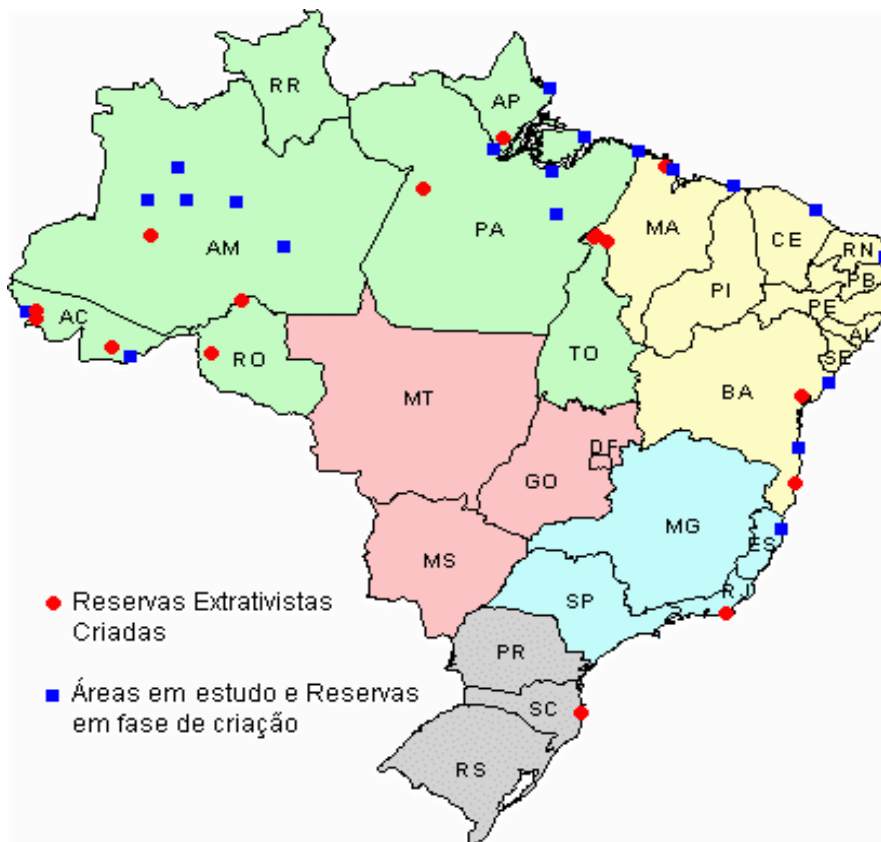 RR
AP
AM
PA
MA
CE
RN
PB
PI
PE
AL
SE
AC
RO
TO
BA
MT
DF
GO
MG
ES
MS
SP
RJ
Reservas Extrativistas
Criadas
PR
Áreas em estudo e Reservas
em fase de criação
SC
RS